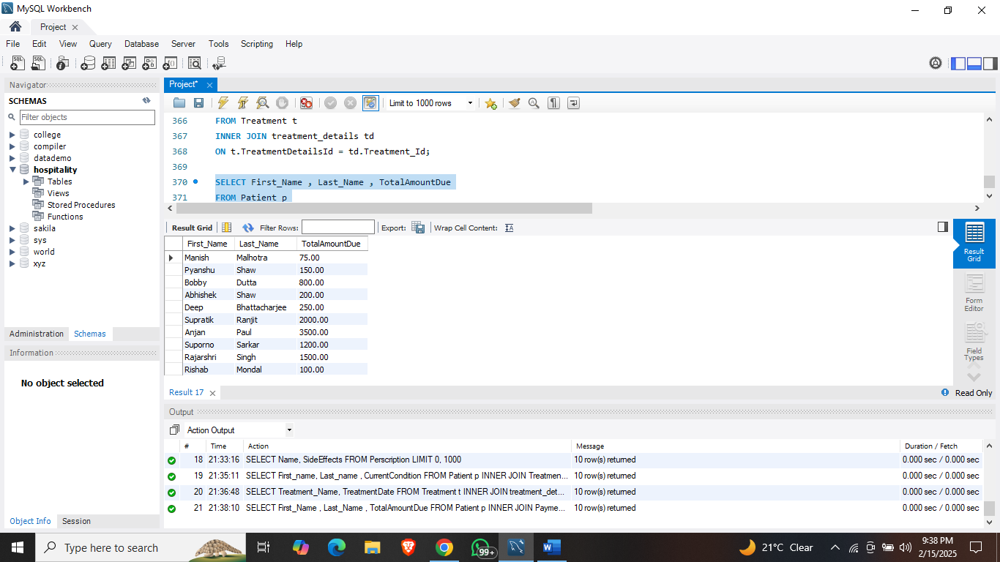 MySQL Workbench
Project
File Edit View Query Database Server Tools Scripting Help
Navigator
SCHEMAS
Filter objects
college
compiler
datademo
hospitality
Tables
Views
Stored Procedures
Functions
sakila
sys
world
xyz
Administration Schemas
Information
No object selected
Object Info Session
Project*
Limit to 1000 rows
366 FROM Treatment t
367 INNER JOIN treatment_details td
368 ON t.TreatmentDetailsId = td.Treatment_Id;
369
370 SELECT First_Name , Last_Name , TotalAmountDue
371 FROM Patient p
Result Grid Filter Rows: Export: Wrap Cell Content:
First_Name Last_Name TotalAmountDue
Manish Malhotra 75.00
Pyanshu Shaw 150.00
Bobby Dutta 800.00
Abhishek Shaw 200.00
Deep Bhattacharjee 250.00
Supratik Ranjit 2000.00
Anjan Paul 3500.00
Suporno Sarkar 1200.00
Rajarshri Singh 1500.00
Rishab Mondal 100.00
Result
Grid
Form
Editor
Field
Types
Result 17 Read Only
Output
Action Output
# Time Action Message Duration / Fetch
18 21:33:16 SELECT Name, SideEffects FROM Perscription LIMIT 0, 1000 10 row(s) returned 0.000 sec / 0.000 sec
19 21:35:11 SELECT First_name, Last_name , CurrentCondition FROM Patient p INNER JOIN Treatmen... 10 row(s) returned 0.000 sec / 0.000 sec
20 21:36:48 SELECT Treatment_Name, TreatmentDate FROM Treatment t INNER JOIN treatment_det... 10 row(s) returned 0.000 sec / 0.000 sec
21 21:38:10 SELECT First_Name , Last_Name , TotalAmountDue FROM Patient p INNER JOIN Payme... 10 row(s) returned 0.000 sec / 0.000 sec
Type here to search
99+
21°C Clear
9:38 PM
2/15/2025